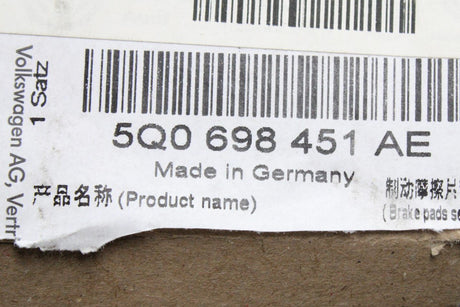 1 Satz
Volkswagen AG, Vertr
5Q0 698 451 AE
Made in Germany
产品名称 (Product name)
制动摩擦片
( Brake pads se